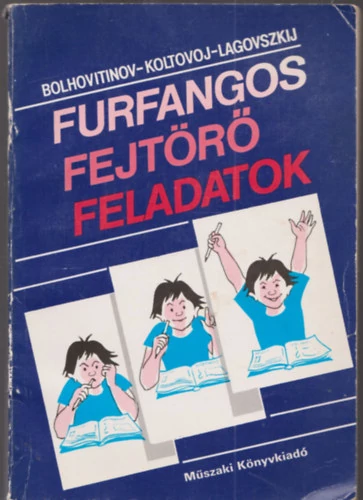 BOLHOVITINOV-KOLTOVOJ-LAGOVSZKIJ
FURFANGOS
FEJTÖRŐ
FELADATOK
Műszaki Könyvkiadó